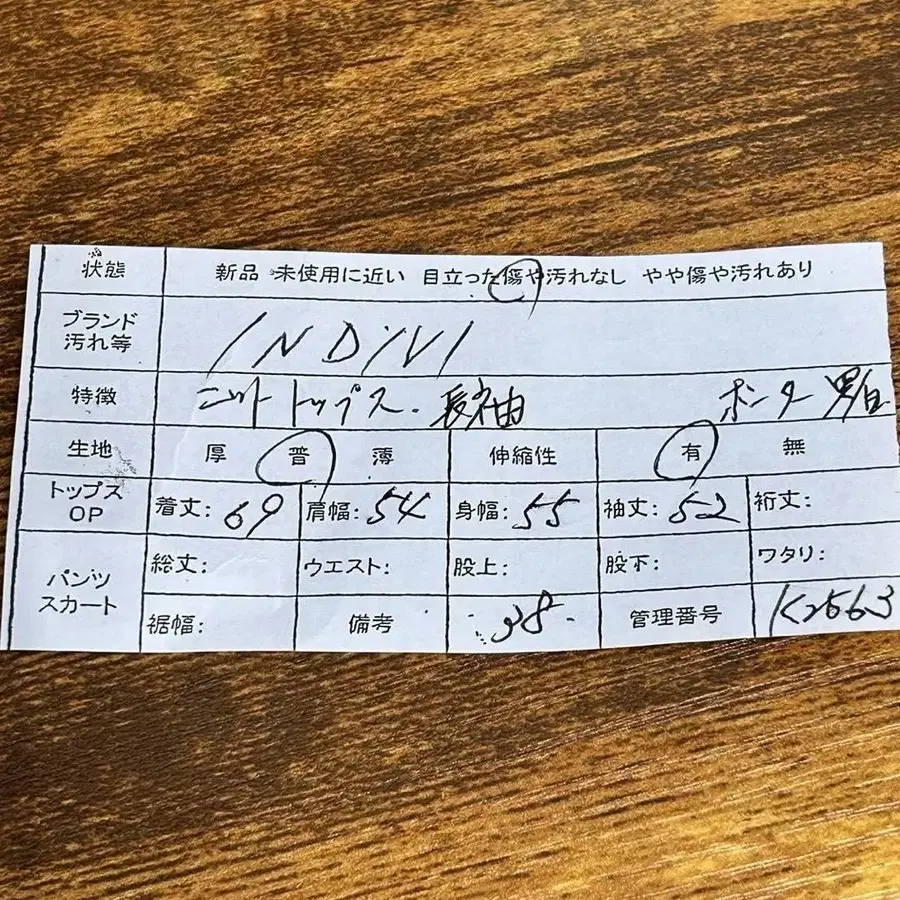 状態 新品 未使用に近い 目立った傷や汚れなし やや傷や汚れあり
ブランド INDIVI
汚れ等
特徴 ニット トップス. 長袖 ボーダー 黒白
生地 厚 普 薄 伸縮性 有 無
トップス 着丈: 69 肩幅: 54 身幅: 55 袖丈: 52 裄丈:
OP
総丈: ウエスト: 股上: 股下: ワタリ:
パンツ
スカート
裾幅: 備考 38 管理番号 K2563